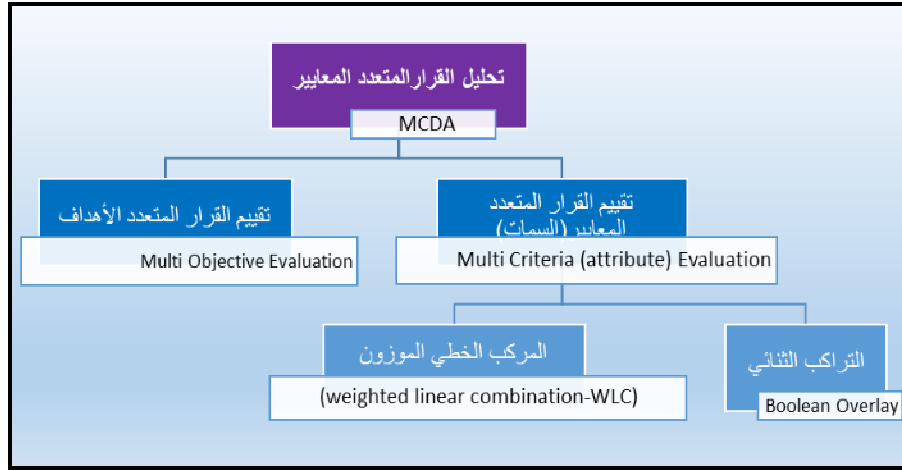 تحليل القرارالمتعدد المعايير
MCDA
تقييم القرار المتعدد
المعايير(السمات)
Multi Criteria (attribute) Evaluation
تقييم القرار المتعدد الأهداف
Multi Objective Evaluation
التراكب الثنائي
Boolean Overlay
المركب الخطي الموزون
(weighted linear combination-WLC)